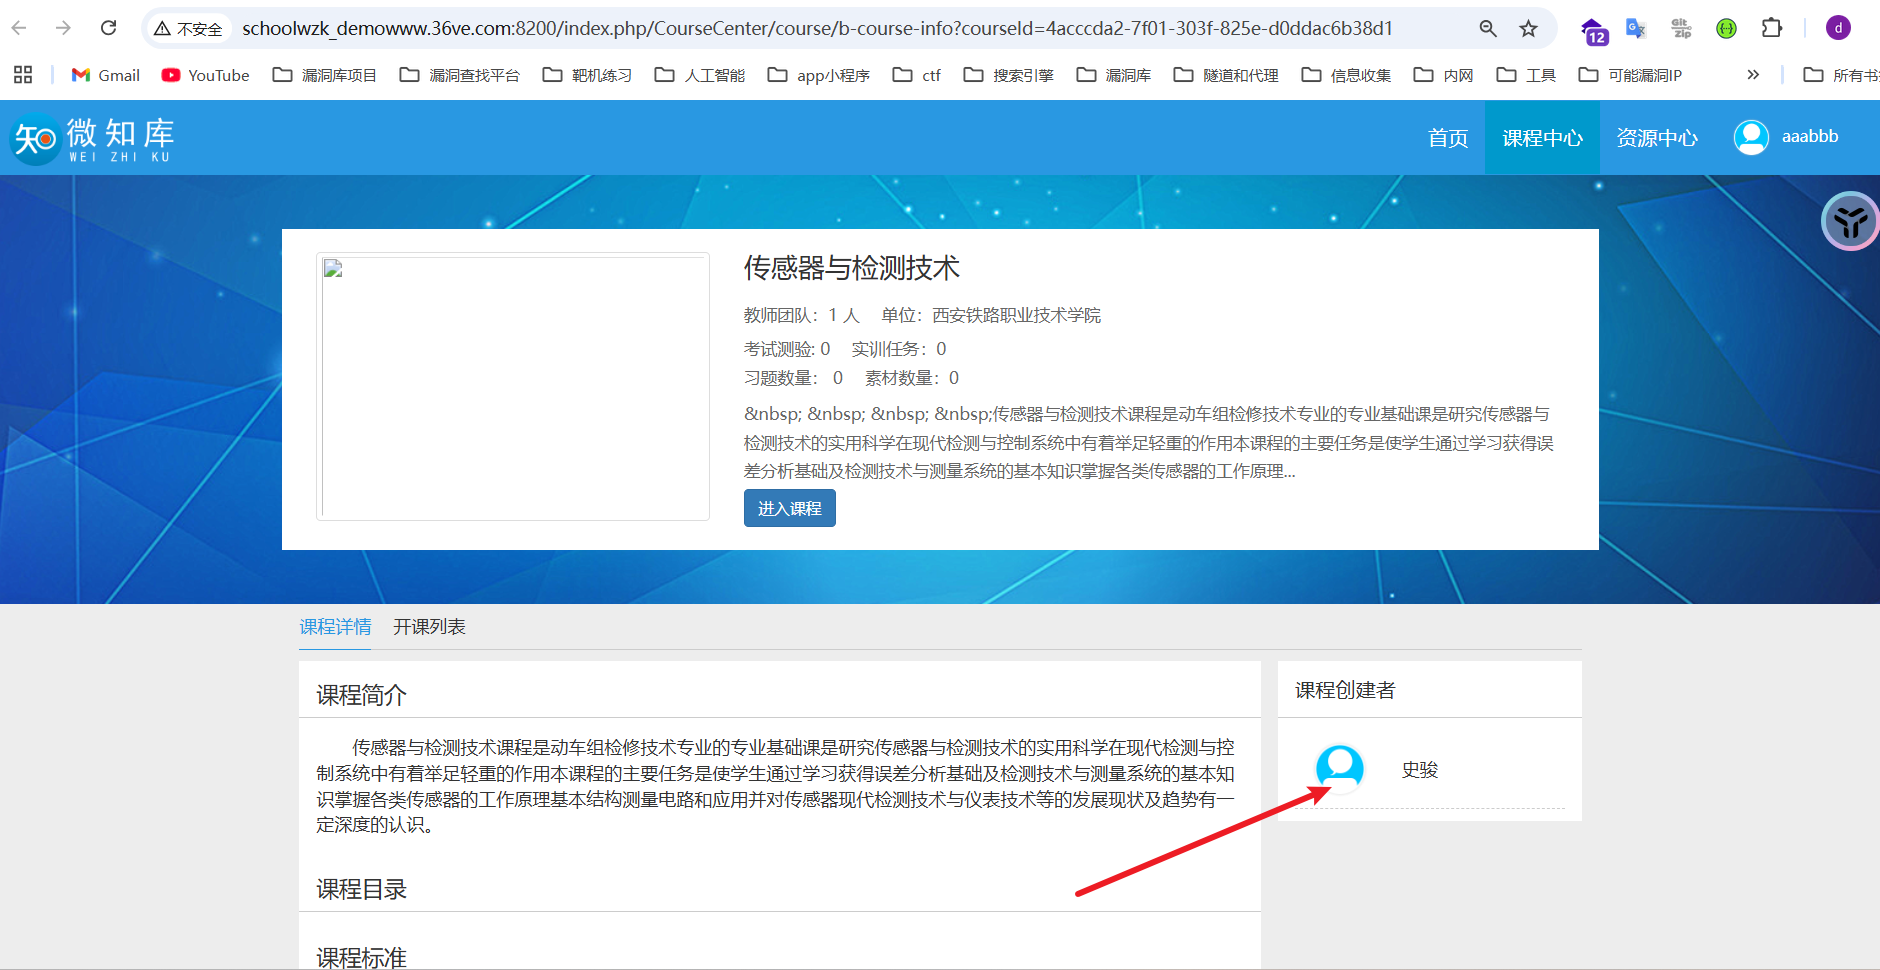 不安全
schoolwzk_demowww.36ve.com:8200/index.php/CourseCenter/course/b-course-info?courseId=4acccda2-7f01-303f-825e-d0ddac6b38d1
12
Git
Zip
d
Gmail
YouTube
漏洞库项目
漏洞查找平台
靶机练习
人工智能
app小程序
ctf
搜索引擎
漏洞库
隧道和代理
信息收集
内网
工具
可能漏洞IP
所有书
知
微知库
WEI ZHI KU
首页
课程中心
资源中心
aaabbb
传感器与检测技术
教师团队：1 人 单位：西安铁路职业技术学院
考试测验: 0 实训任务：0
习题数量： 0 素材数量：0
&nbsp; &nbsp; &nbsp; &nbsp;传感器与检测技术课程是动车组检修技术专业的专业基础课是研究传感器与
检测技术的实用科学在现代检测与控制系统中有着举足轻重的作用本课程的主要任务是使学生通过学习获得误
差分析基础及检测技术与测量系统的基本知识掌握各类传感器的工作原理...
进入课程
课程详情
开课列表
课程简介
传感器与检测技术课程是动车组检修技术专业的专业基础课是研究传感器与检测技术的实用科学在现代检测与控
制系统中有着举足轻重的作用本课程的主要任务是使学生通过学习获得误差分析基础及检测技术与测量系统的基本知
识掌握各类传感器的工作原理基本结构测量电路和应用并对传感器现代检测技术与仪表技术等的发展现状及趋势有一
定深度的认识。
课程目录
课程标准
课程创建者
史骏